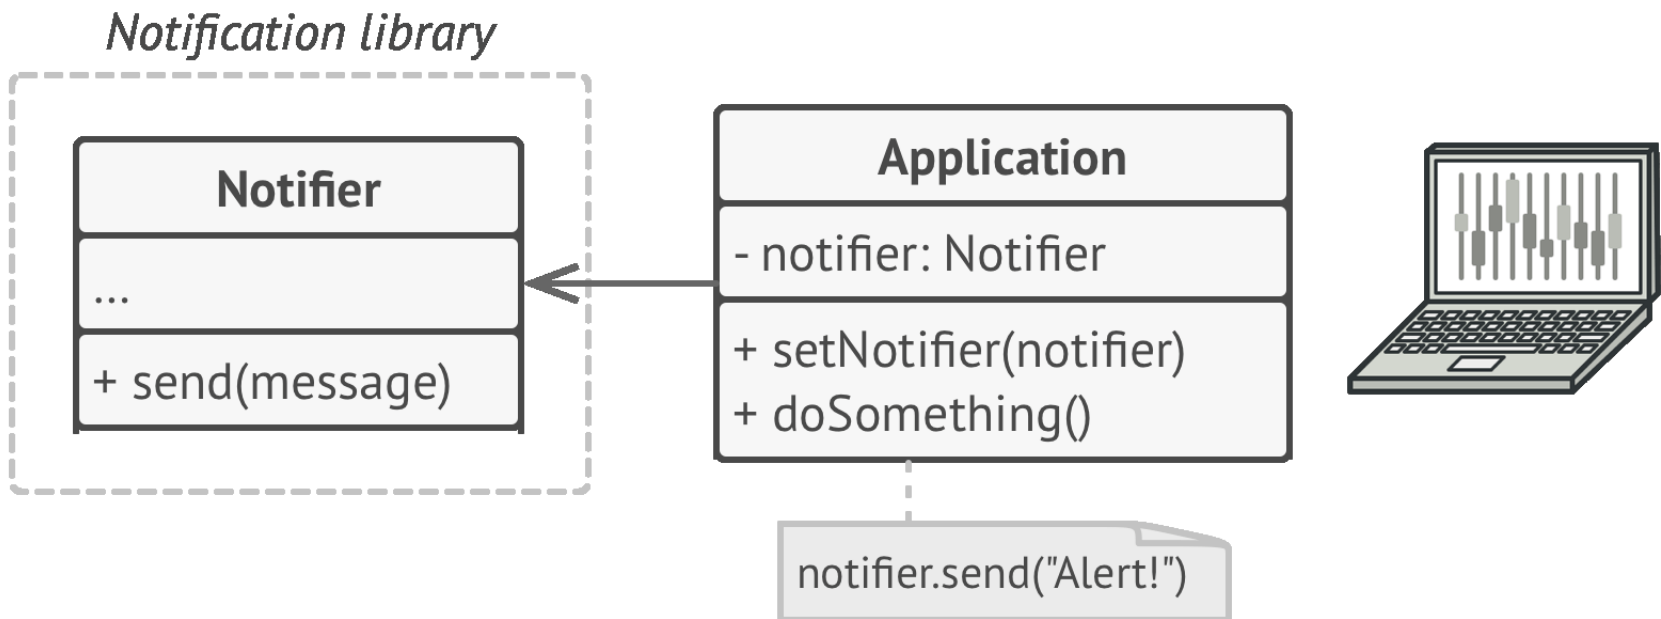 Notification library
Notifier
...
+ send(message)
Application
- notifier: Notifier
+ setNotifier(notifier)
+ doSomething()
notifier.send("Alert!")